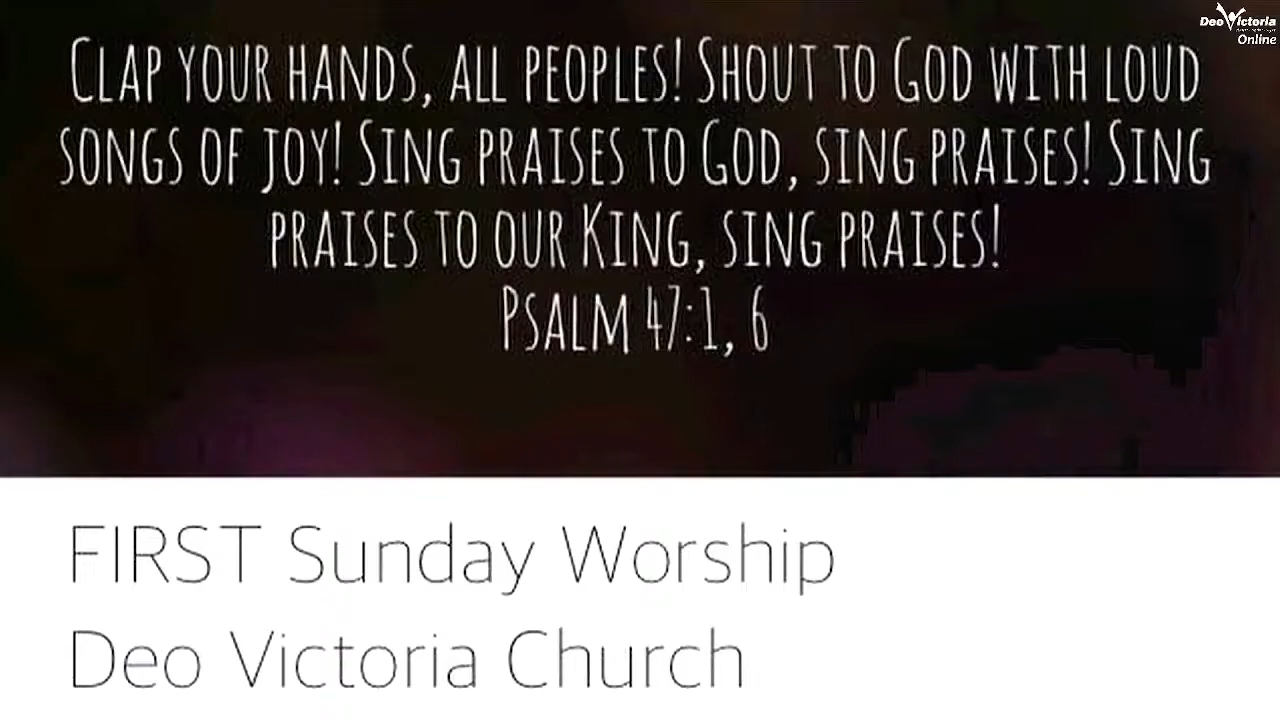 Deo Victoria
Online
Clap your hands, all peoples! Shout to God with loud
songs of joy! Sing praises to God, sing praises! Sing
praises to our King, sing praises!
Psalm 47:1, 6
FIRST Sunday Worship
Deo Victoria Church